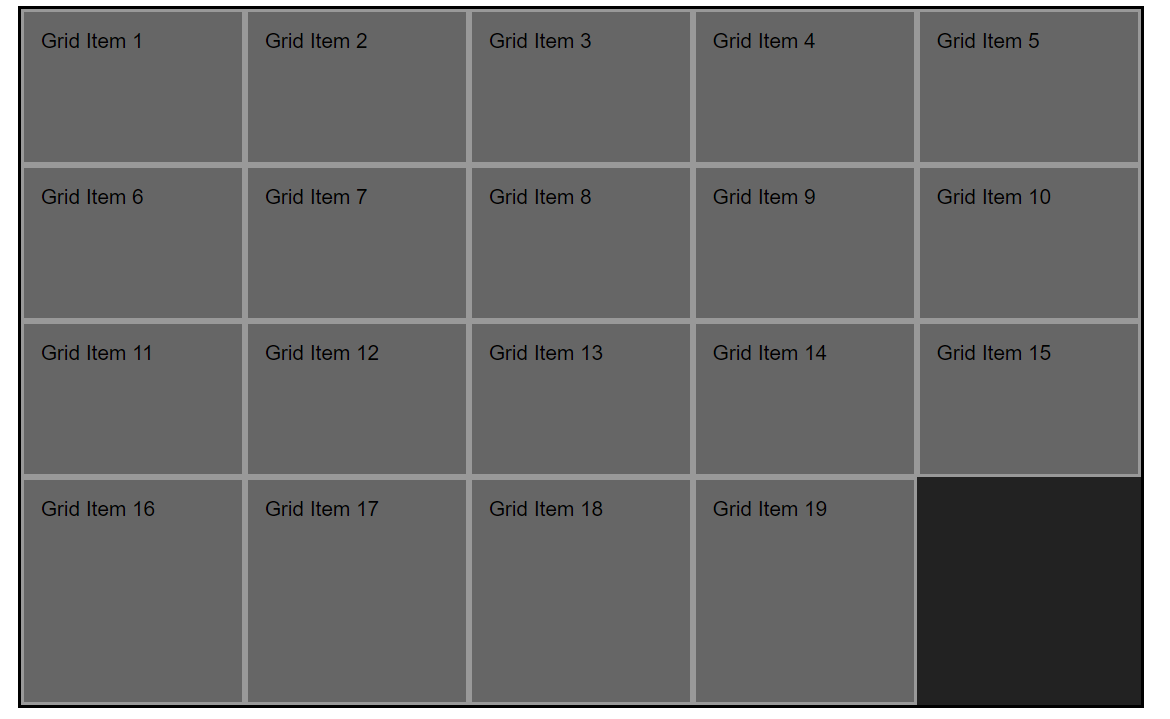 Grid Item 1
Grid Item 2
Grid Item 3
Grid Item 4
Grid Item 5
Grid Item 6
Grid Item 7
Grid Item 8
Grid Item 9
Grid Item 10
Grid Item 11
Grid Item 12
Grid Item 13
Grid Item 14
Grid Item 15
Grid Item 16
Grid Item 17
Grid Item 18
Grid Item 19